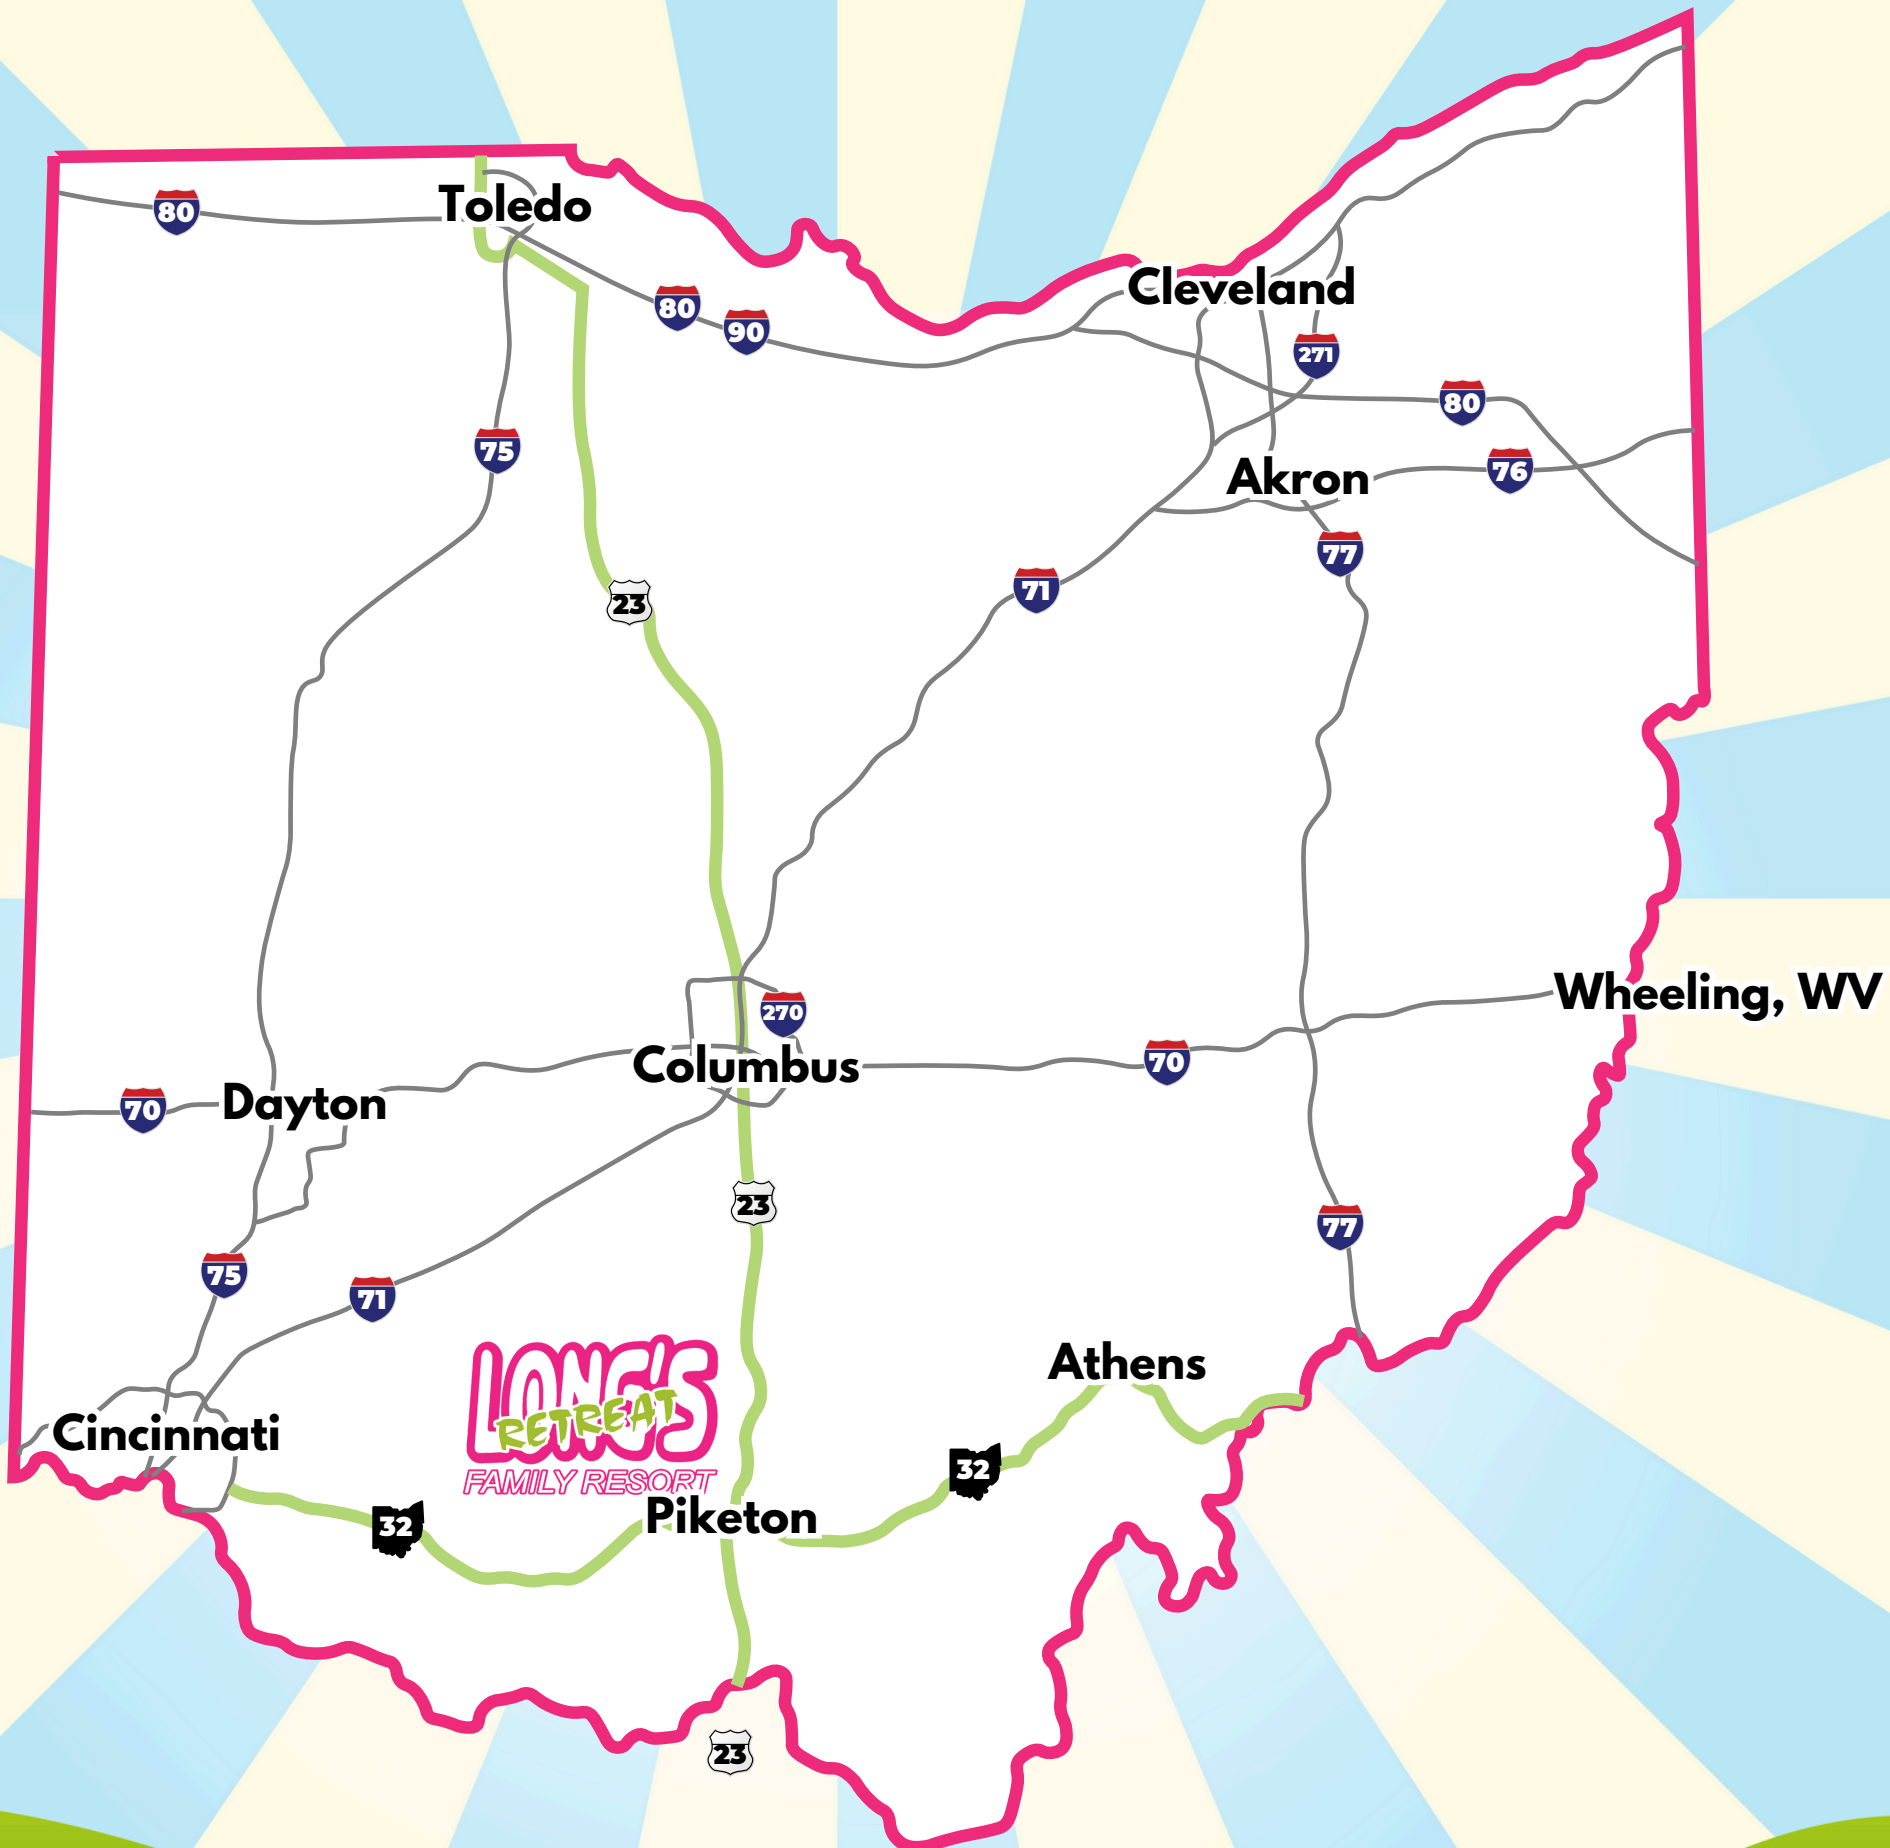 Toledo
80
80
90
Cleveland
271
80
75
Akron
76
77
71
23
270
Wheeling, WV
Columbus
70
70
Dayton
23
77
75
71
LONG'S
RETREAT
FAMILY RESORT
Athens
Cincinnati
32
32
Piketon
23